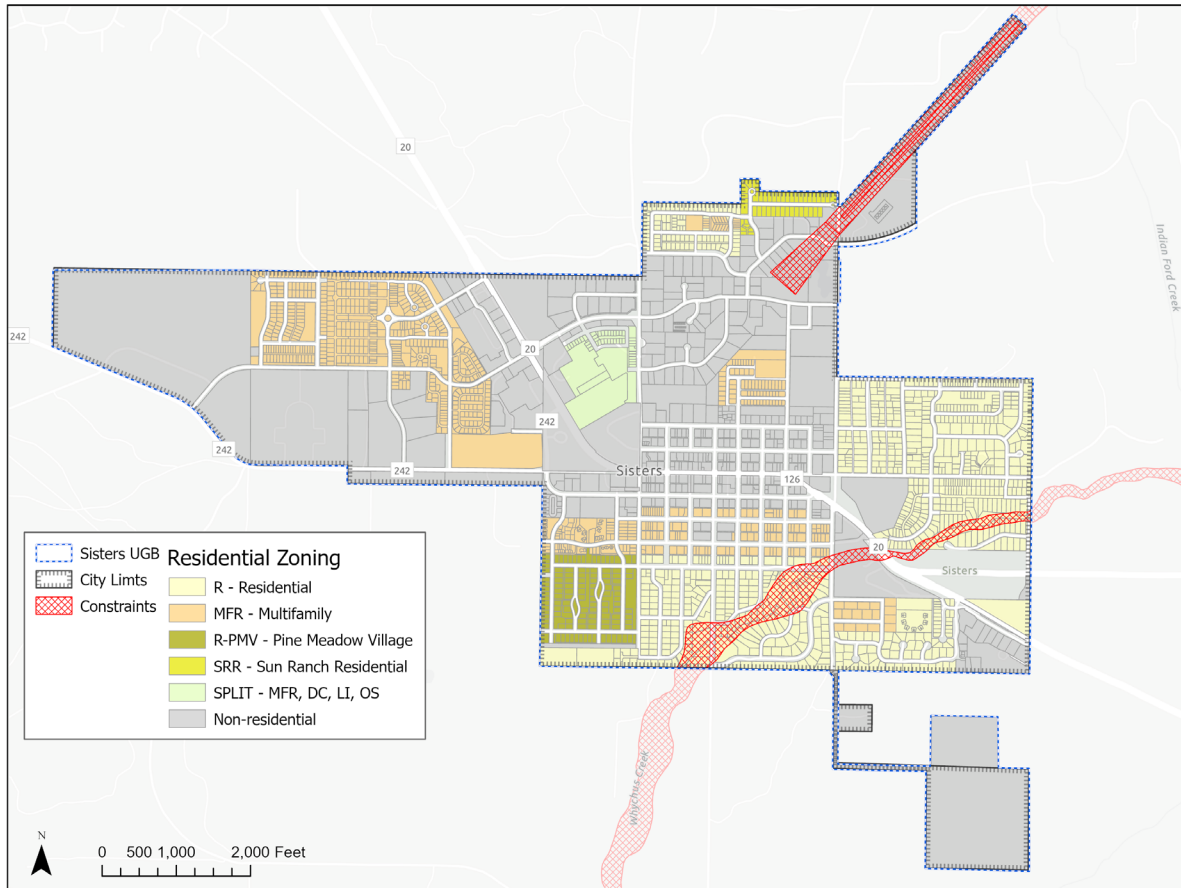 20
Indian Ford Creek
242
20
242
242
242
Sisters
126
20
Sisters
Whychus Creek
Sisters UGB
City Limts
Constraints
Residential Zoning
R - Residential
MFR - Multifamily
R-PMV - Pine Meadow Village
SRR - Sun Ranch Residential
SPLIT - MFR, DC, LI, OS
Non-residential
N
0 500 1,000 2,000 Feet